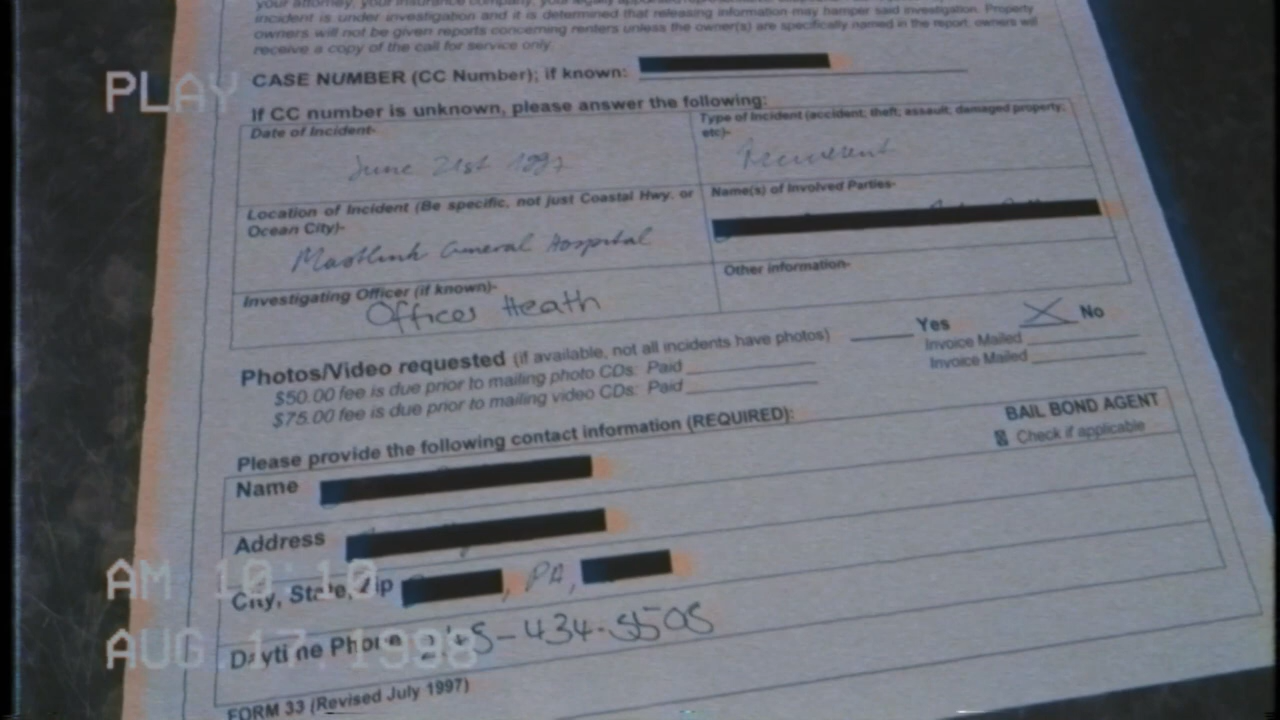 your attorney, your insurance company, your legally appointed
incident is under investigation and it is determined that releasing information may hamper said investigation. Property
owners will not be given reports concerning renters unless the owner(s) are specifically named in the report, owners will
receive a copy of the call for service only.
CASE NUMBER (CC Number); if known:
If CC number is unknown, please answer the following:
Date of Incident-
June 21st 1997
Type of Incident (accident, theft, assault, damaged property,
etc)-
Location of Incident (Be specific, not just Coastal Hwy. or
Ocean City)-
General Hospital
Name(s) of Involved Parties-
Investigating Officer (if known)-
Officer Heath
Other information-
Photos/Video requested (if available, not all incidents have photos)
Yes
X No
$50.00 fee is due prior to mailing photo CDs: Paid
Invoice Mailed
$75.00 fee is due prior to mailing video CDs: Paid
Invoice Mailed
Please provide the following contact information (REQUIRED):
BAIL BOND AGENT
Check if applicable
Name
Address
City, State, Zip , PA,
Daytime Phone -434-5505
FORM 33 (Revised July 1997)
PLAY
AM 10:10
AUG.17.1998